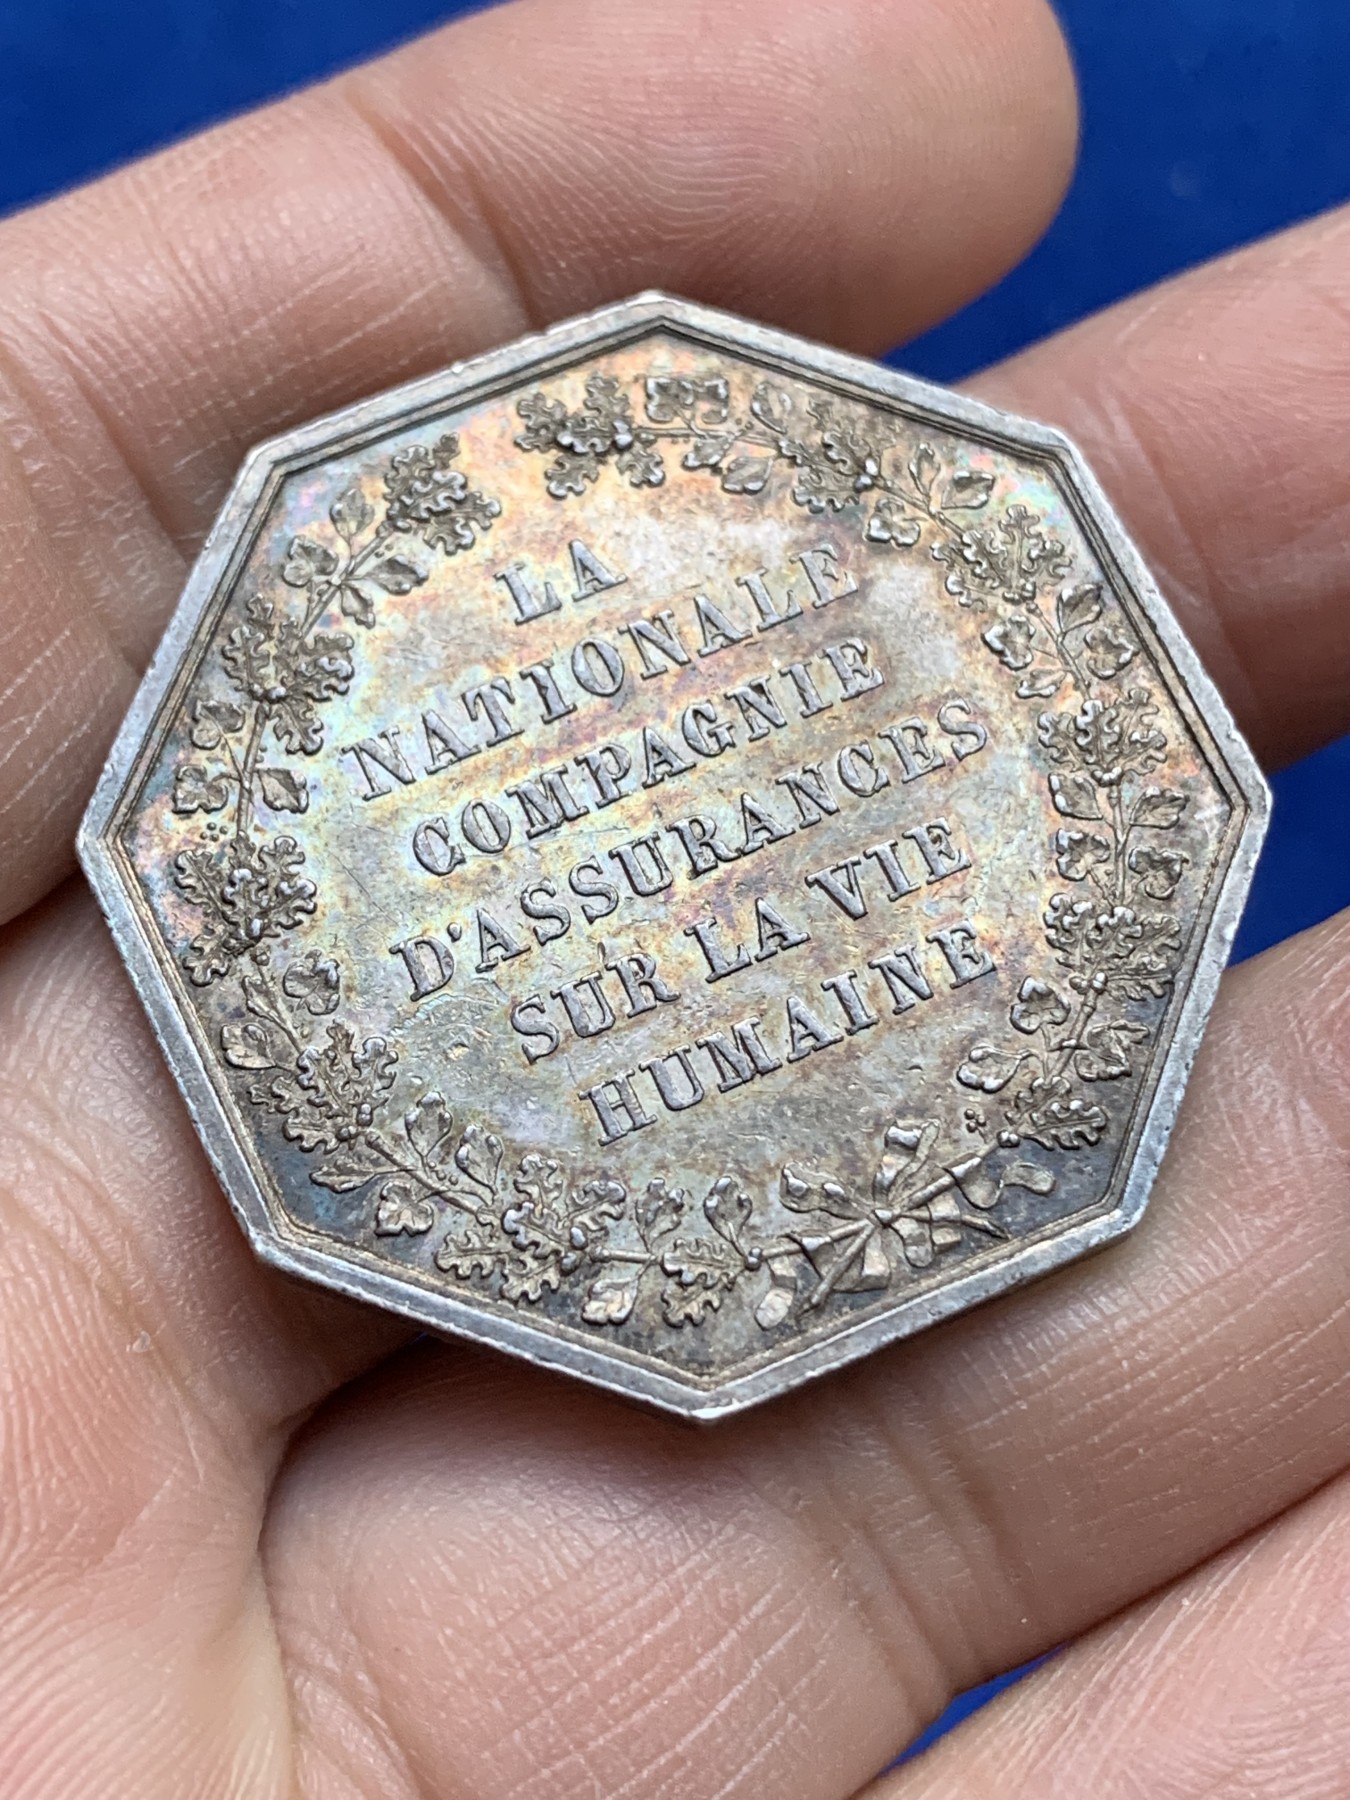 LA
NATIONALE
COMPAGNIE
D'ASSURANCES
SUR LA VIE
HUMAINE